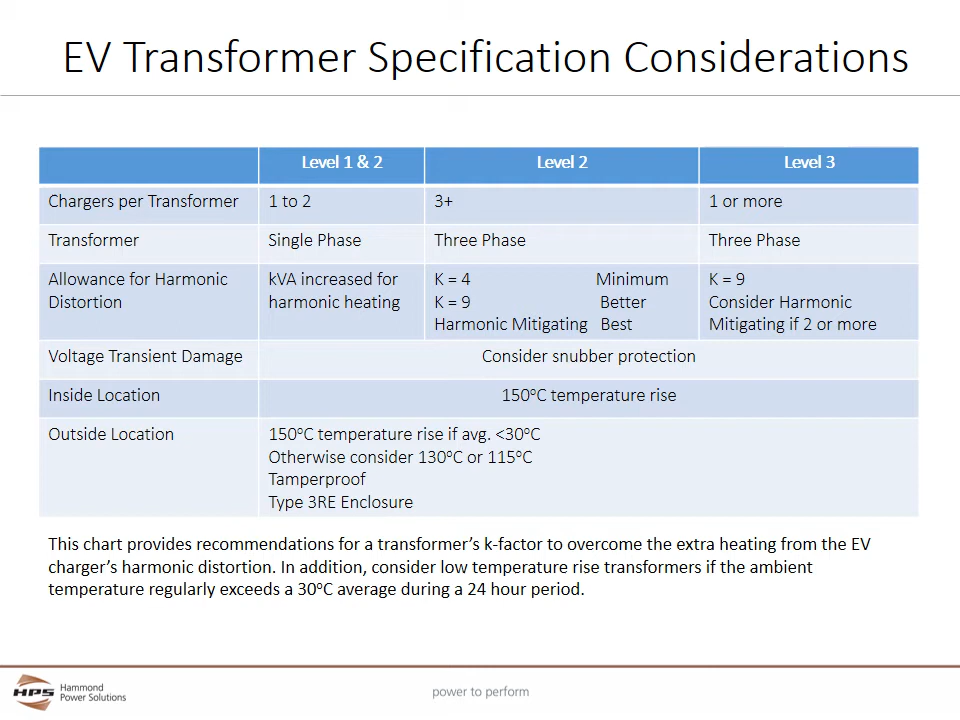 EV Transformer Specification Considerations
Level 1 & 2 Level 2 Level 3
Chargers per Transformer 1 to 2 3+ 1 or more
Transformer Single Phase Three Phase Three Phase
Allowance for Harmonic kVA increased for K = 4 Minimum K = 9
Distortion harmonic heating K = 9 Better Consider Harmonic
Harmonic Mitigating Best Mitigating if 2 or more
Voltage Transient Damage Consider snubber protection
Inside Location 150°C temperature rise
Outside Location 150°C temperature rise if avg. <30°C
Otherwise consider 130°C or 115°C
Tamperproof
Type 3RE Enclosure
This chart provides recommendations for a transformer's k-factor to overcome the extra heating from the EV
charger's harmonic distortion. In addition, consider low temperature rise transformers if the ambient
temperature regularly exceeds a 30°C average during a 24 hour period.
HPS Hammond
Power Solutions
power to perform